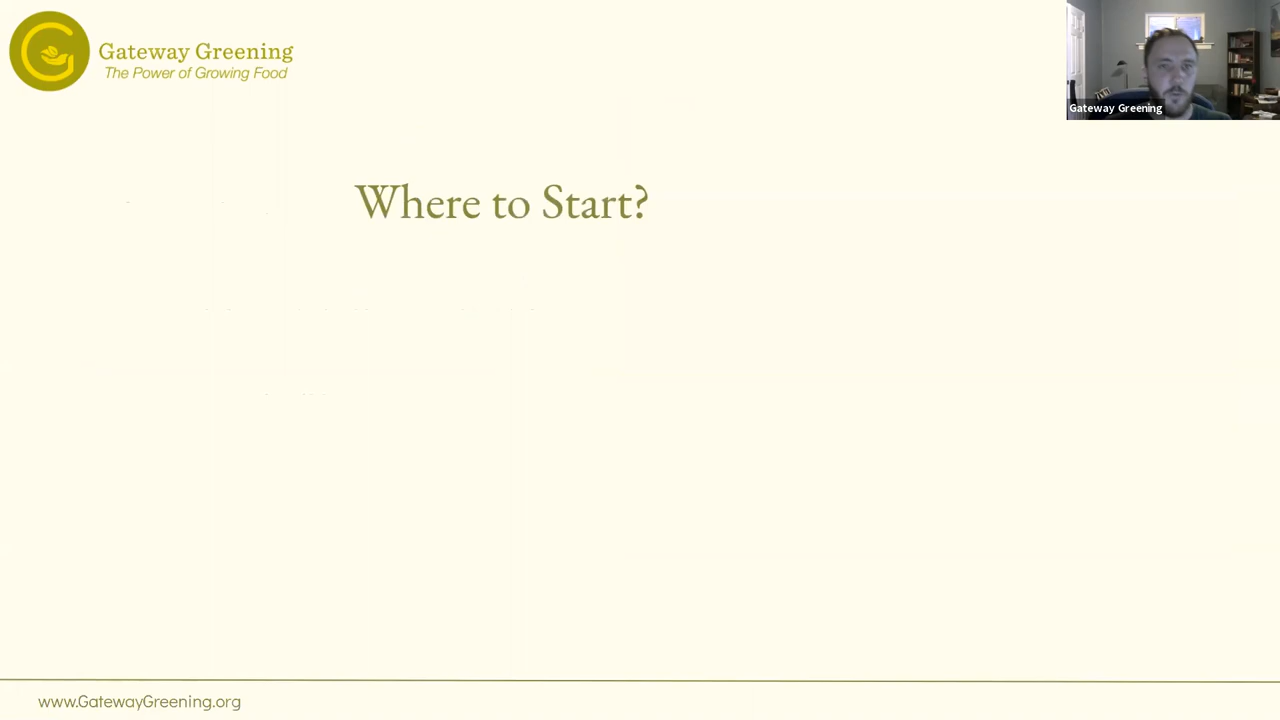 Gateway Greening
The Power of Growing Food
Gateway Greening
Where to Start?
www.GatewayGreening.org